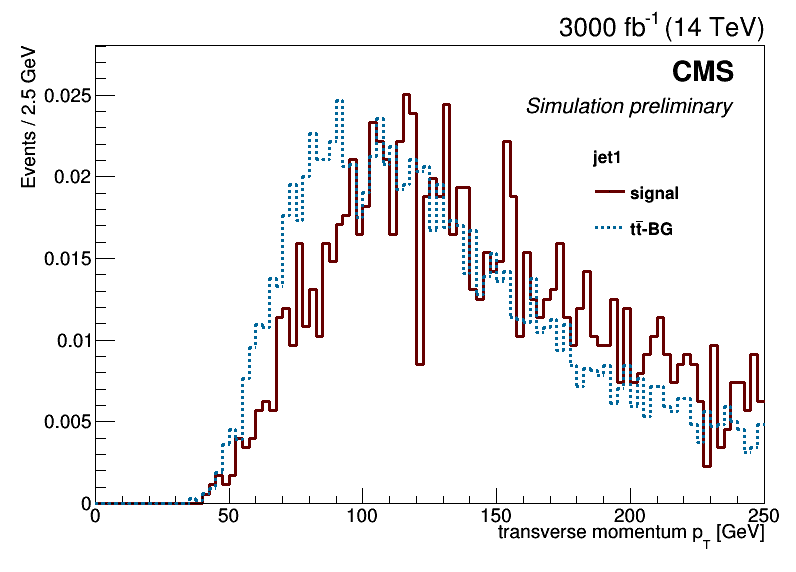 3000 fb-1 (14 TeV)
Events / 2.5 GeV
CMS
Simulation preliminary
jet1
signal
tt̄-BG
0.025
0.02
0.015
0.01
0.005
0
0 50 100 150 200 250
transverse momentum pT [GeV]